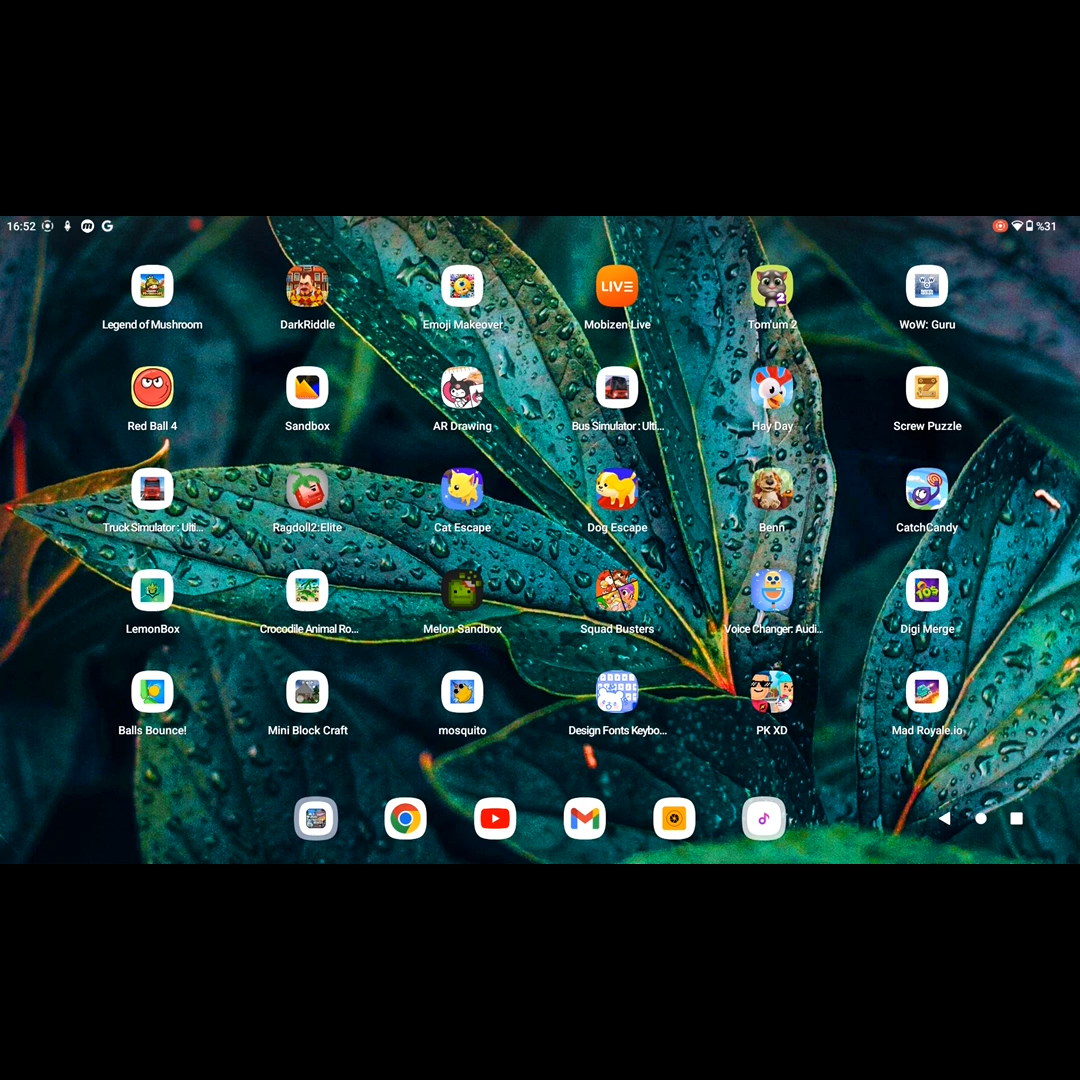 16:52
%31
Legend of Mushroom
DarkRiddle
Emoji Makeover
LIVE
Mobizen Live
2
Tom'um 2
WoW: Guru
Red Ball 4
Sandbox
AR Drawing
Bus Simulator : Ulti...
Hay Day
Screw Puzzle
Truck Simulator : Ulti...
Ragdoll2:Elite
Cat Escape
Dog Escape
Benn
CatchCandy
LemonBox
Crocodile Animal Ro...
Melon Sandbox
Squad Busters
Voice Changer: Audi...
Digi Merge
Balls Bounce!
Mini Block Craft
mosquito
Design Fonts Keybo...
PK XD
Mad Royale.io